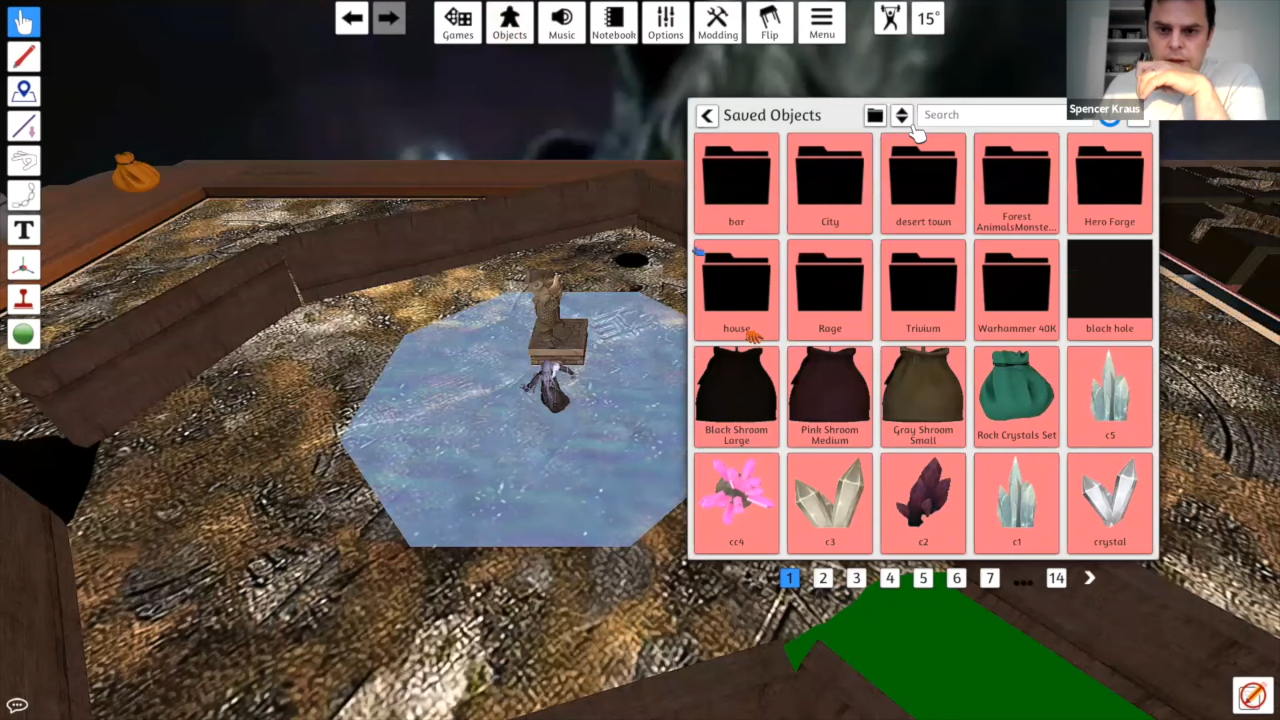 Games
Objects
Music
Notebook
Options
Modding
Flip
Menu
15°
Spencer Kraus
Saved Objects
Search
bar
City
desert town
Forest
AnimalsMonste...
Hero Forge
house
Rage
Trivium
Warhammer 40K
black hole
Black Shroom
Large
Pink Shroom
Medium
Gray Shroom
Small
Rock Crystals Set
c5
cc4
c3
c2
c1
crystal
1
2
3
4
5
6
7
...
14
T